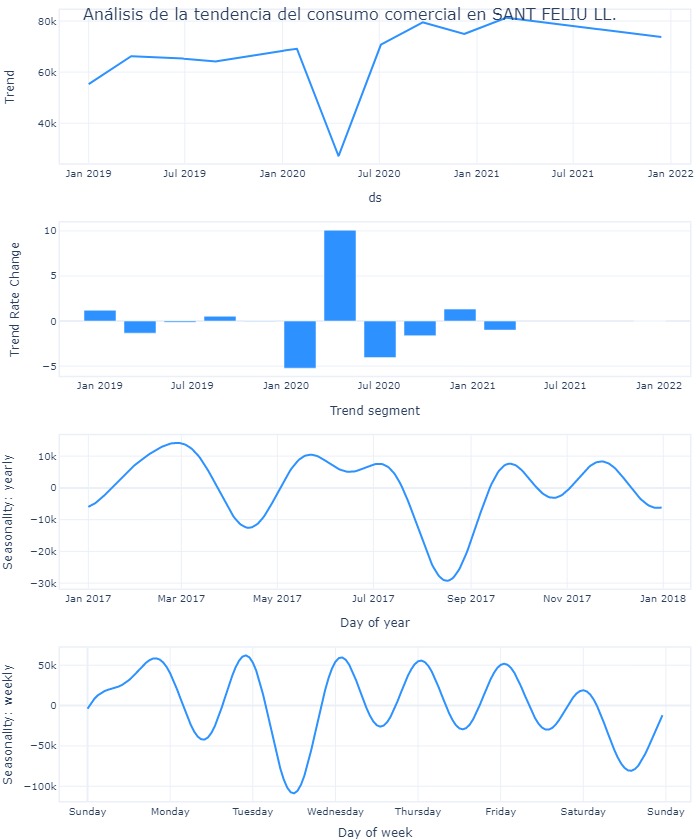 Análisis de la tendencia del consumo comercial en SANT FELIU LL.
80k
60k
40k
Trend
Jan 2019 Jul 2019 Jan 2020 Jul 2020 Jan 2021 Jul 2021 Jan 2022
ds
10
5
0
−5
Trend Rate Change
Jan 2019 Jul 2019 Jan 2020 Jul 2020 Jan 2021 Jul 2021 Jan 2022
Trend segment
10k
0
−10k
−20k
−30k
Seasonality: yearly
Jan 2017 Mar 2017 May 2017 Jul 2017 Sep 2017 Nov 2017 Jan 2018
Day of year
50k
0
−50k
−100k
Seasonality: weekly
Sunday Monday Tuesday Wednesday Thursday Friday Saturday Sunday
Day of week